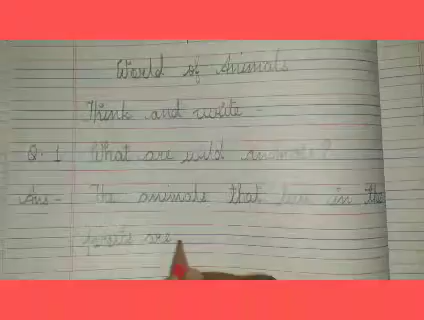 World of Animals
Think and write -
Q. 1 What are wild animals?
Ans - The animals that live in the
forests are